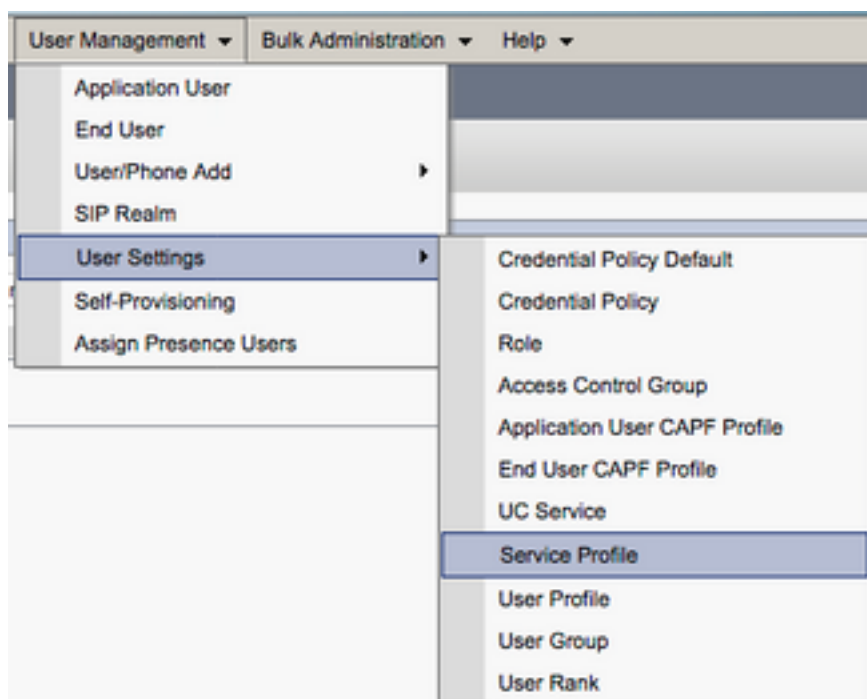 User Management Bulk Administration Help
Application User
End User
User/Phone Add
SIP Realm
User Settings
Self-Provisioning
Assign Presence Users
Credential Policy Default
Credential Policy
Role
Access Control Group
Application User CAPF Profile
End User CAPF Profile
UC Service
Service Profile
User Profile
User Group
User Rank